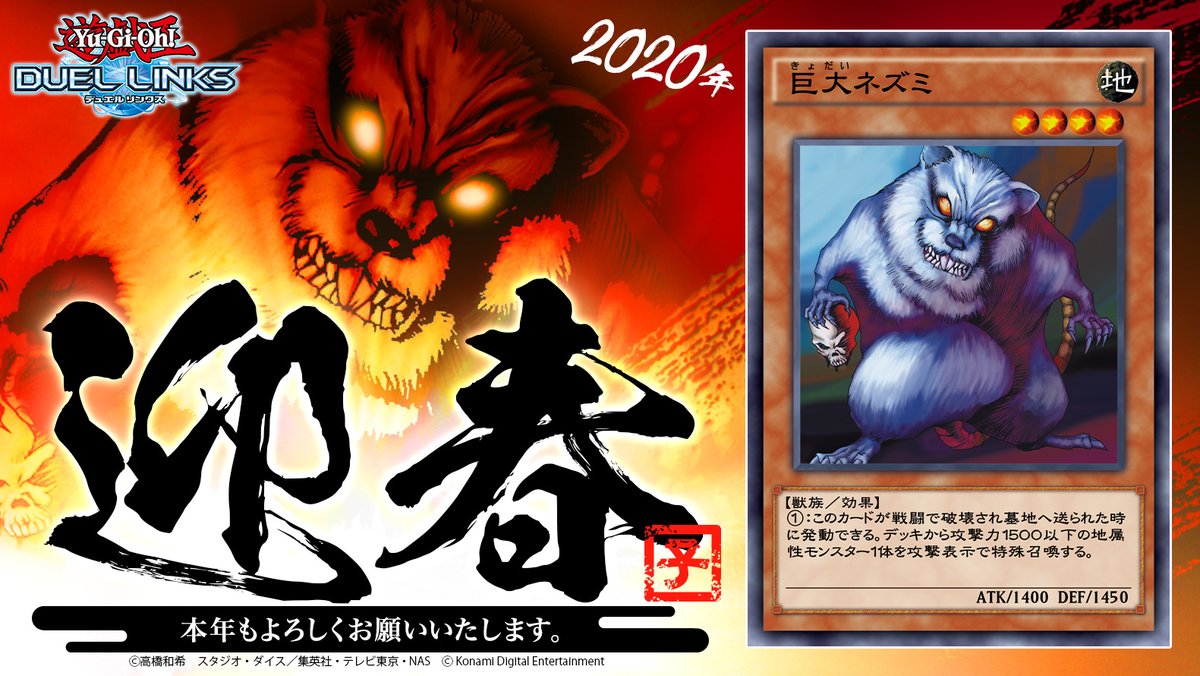 遊戯王
Yu-Gi-Oh!
DUEL LINKS
デュエルリンクス
2020年
迎春
子
本年もよろしくお願いいたします。
©高橋和希 スタジオ・ダイス／集英社・テレビ東京・NAS © Konami Digital Entertainment
きょだい
巨大ネズミ
地
【獣族／効果】
①:このカードが戦闘で破壊され墓地へ送られた時
に発動できる。デッキから攻撃力1500以下の地属
性モンスター1体を攻撃表示で特殊召喚する。
ATK/1400 DEF/1450